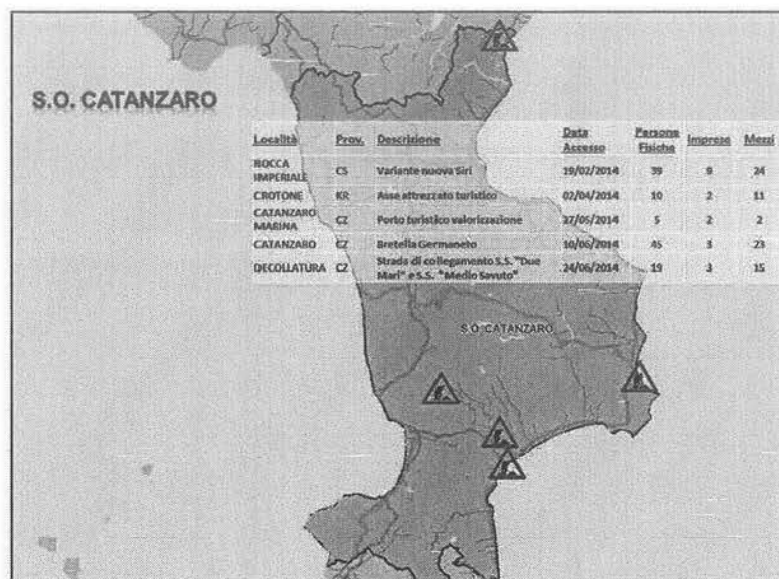 S.O. CATANZARO
Località Prov. Descrizione Data Accesso Persone Fisiche Imprese Mezzi
ROCCA IMPERIALE CS Variante nuova Siri 19/02/2014 39 9 24
CROTONE KR Asse attrezzato turistico 02/04/2014 10 2 11
CATANZARO MARINA CZ Porto turistico valorizzazione 27/05/2014 5 2 2
CATANZARO CZ Bretella Germaneto 10/06/2014 45 3 23
DECOLLATURA CZ Strada di collegamento S.S. "Due Mari" e S.S. "Medio Savuto" 24/06/2014 19 3 15
S.O. CATANZARO